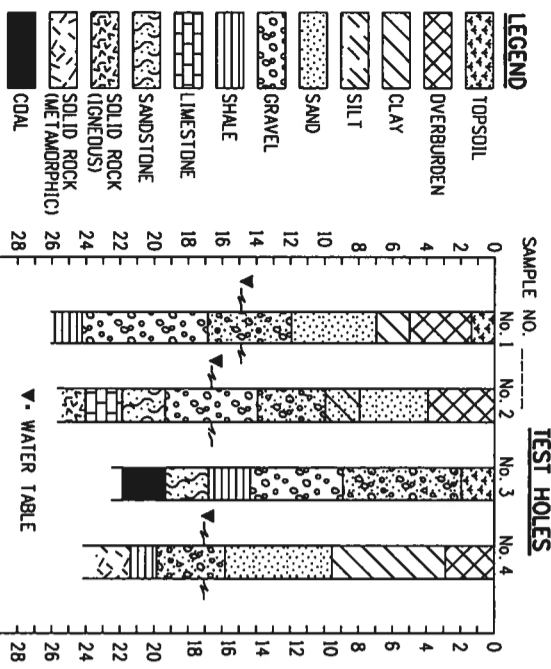 LEGEND
TOPSOIL
OVERBURDEN
CLAY
SILT
SAND
GRAVEL
SHALE
LIMESTONE
SANDSTONE
SOLID ROCK
(IGNEOUS)
SOLID ROCK
(METAMORPHIC)
COAL
TEST HOLES
SAMPLE NO. ------
No. 1
No. 2
No. 3
No. 4
0
2
4
6
8
10
12
14
16
18
20
22
24
26
28
0
2
4
6
8
10
12
14
16
18
20
22
24
26
28
▼ = WATER TABLE